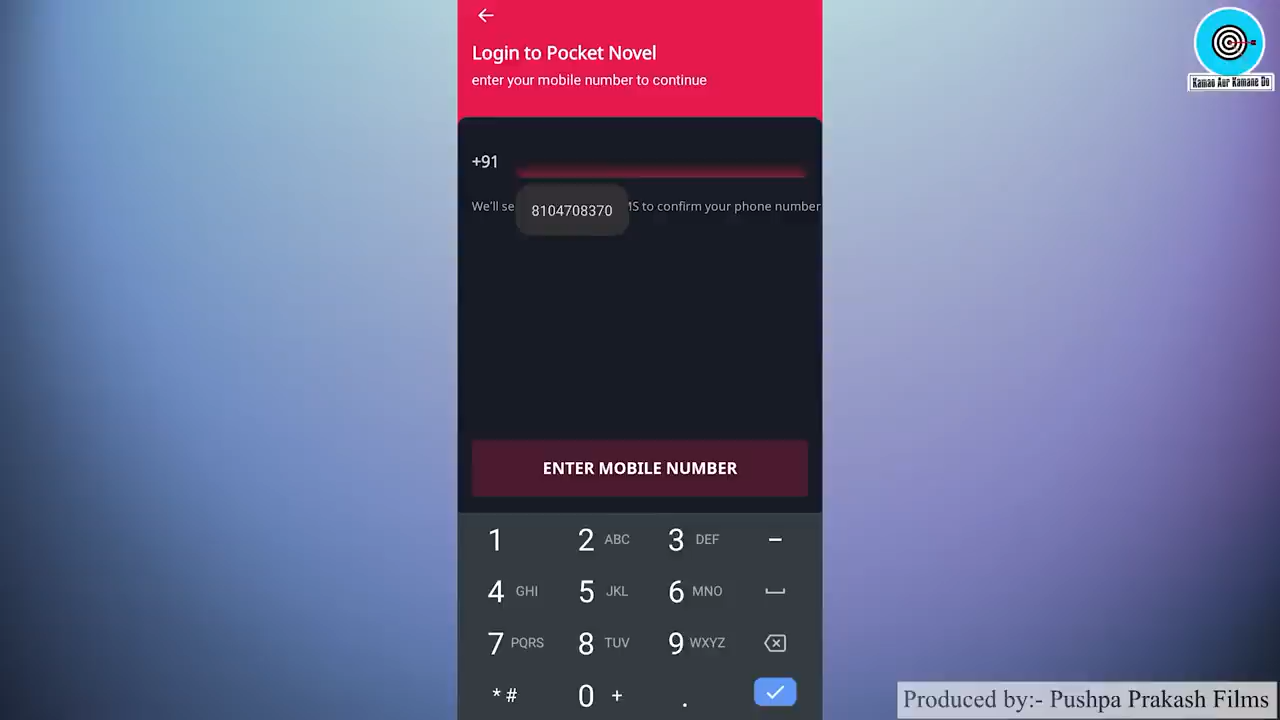 Login to Pocket Novel
enter your mobile number to continue
Kamao Aur Kamane Do
+91
8104708370
We'll se MS to confirm your phone number
ENTER MOBILE NUMBER
1 2 ABC 3 DEF -
4 GHI 5 JKL 6 MNO
7 PQRS 8 TUV 9 WXYZ
* # 0 + .
Produced by:- Pushpa Prakash Films